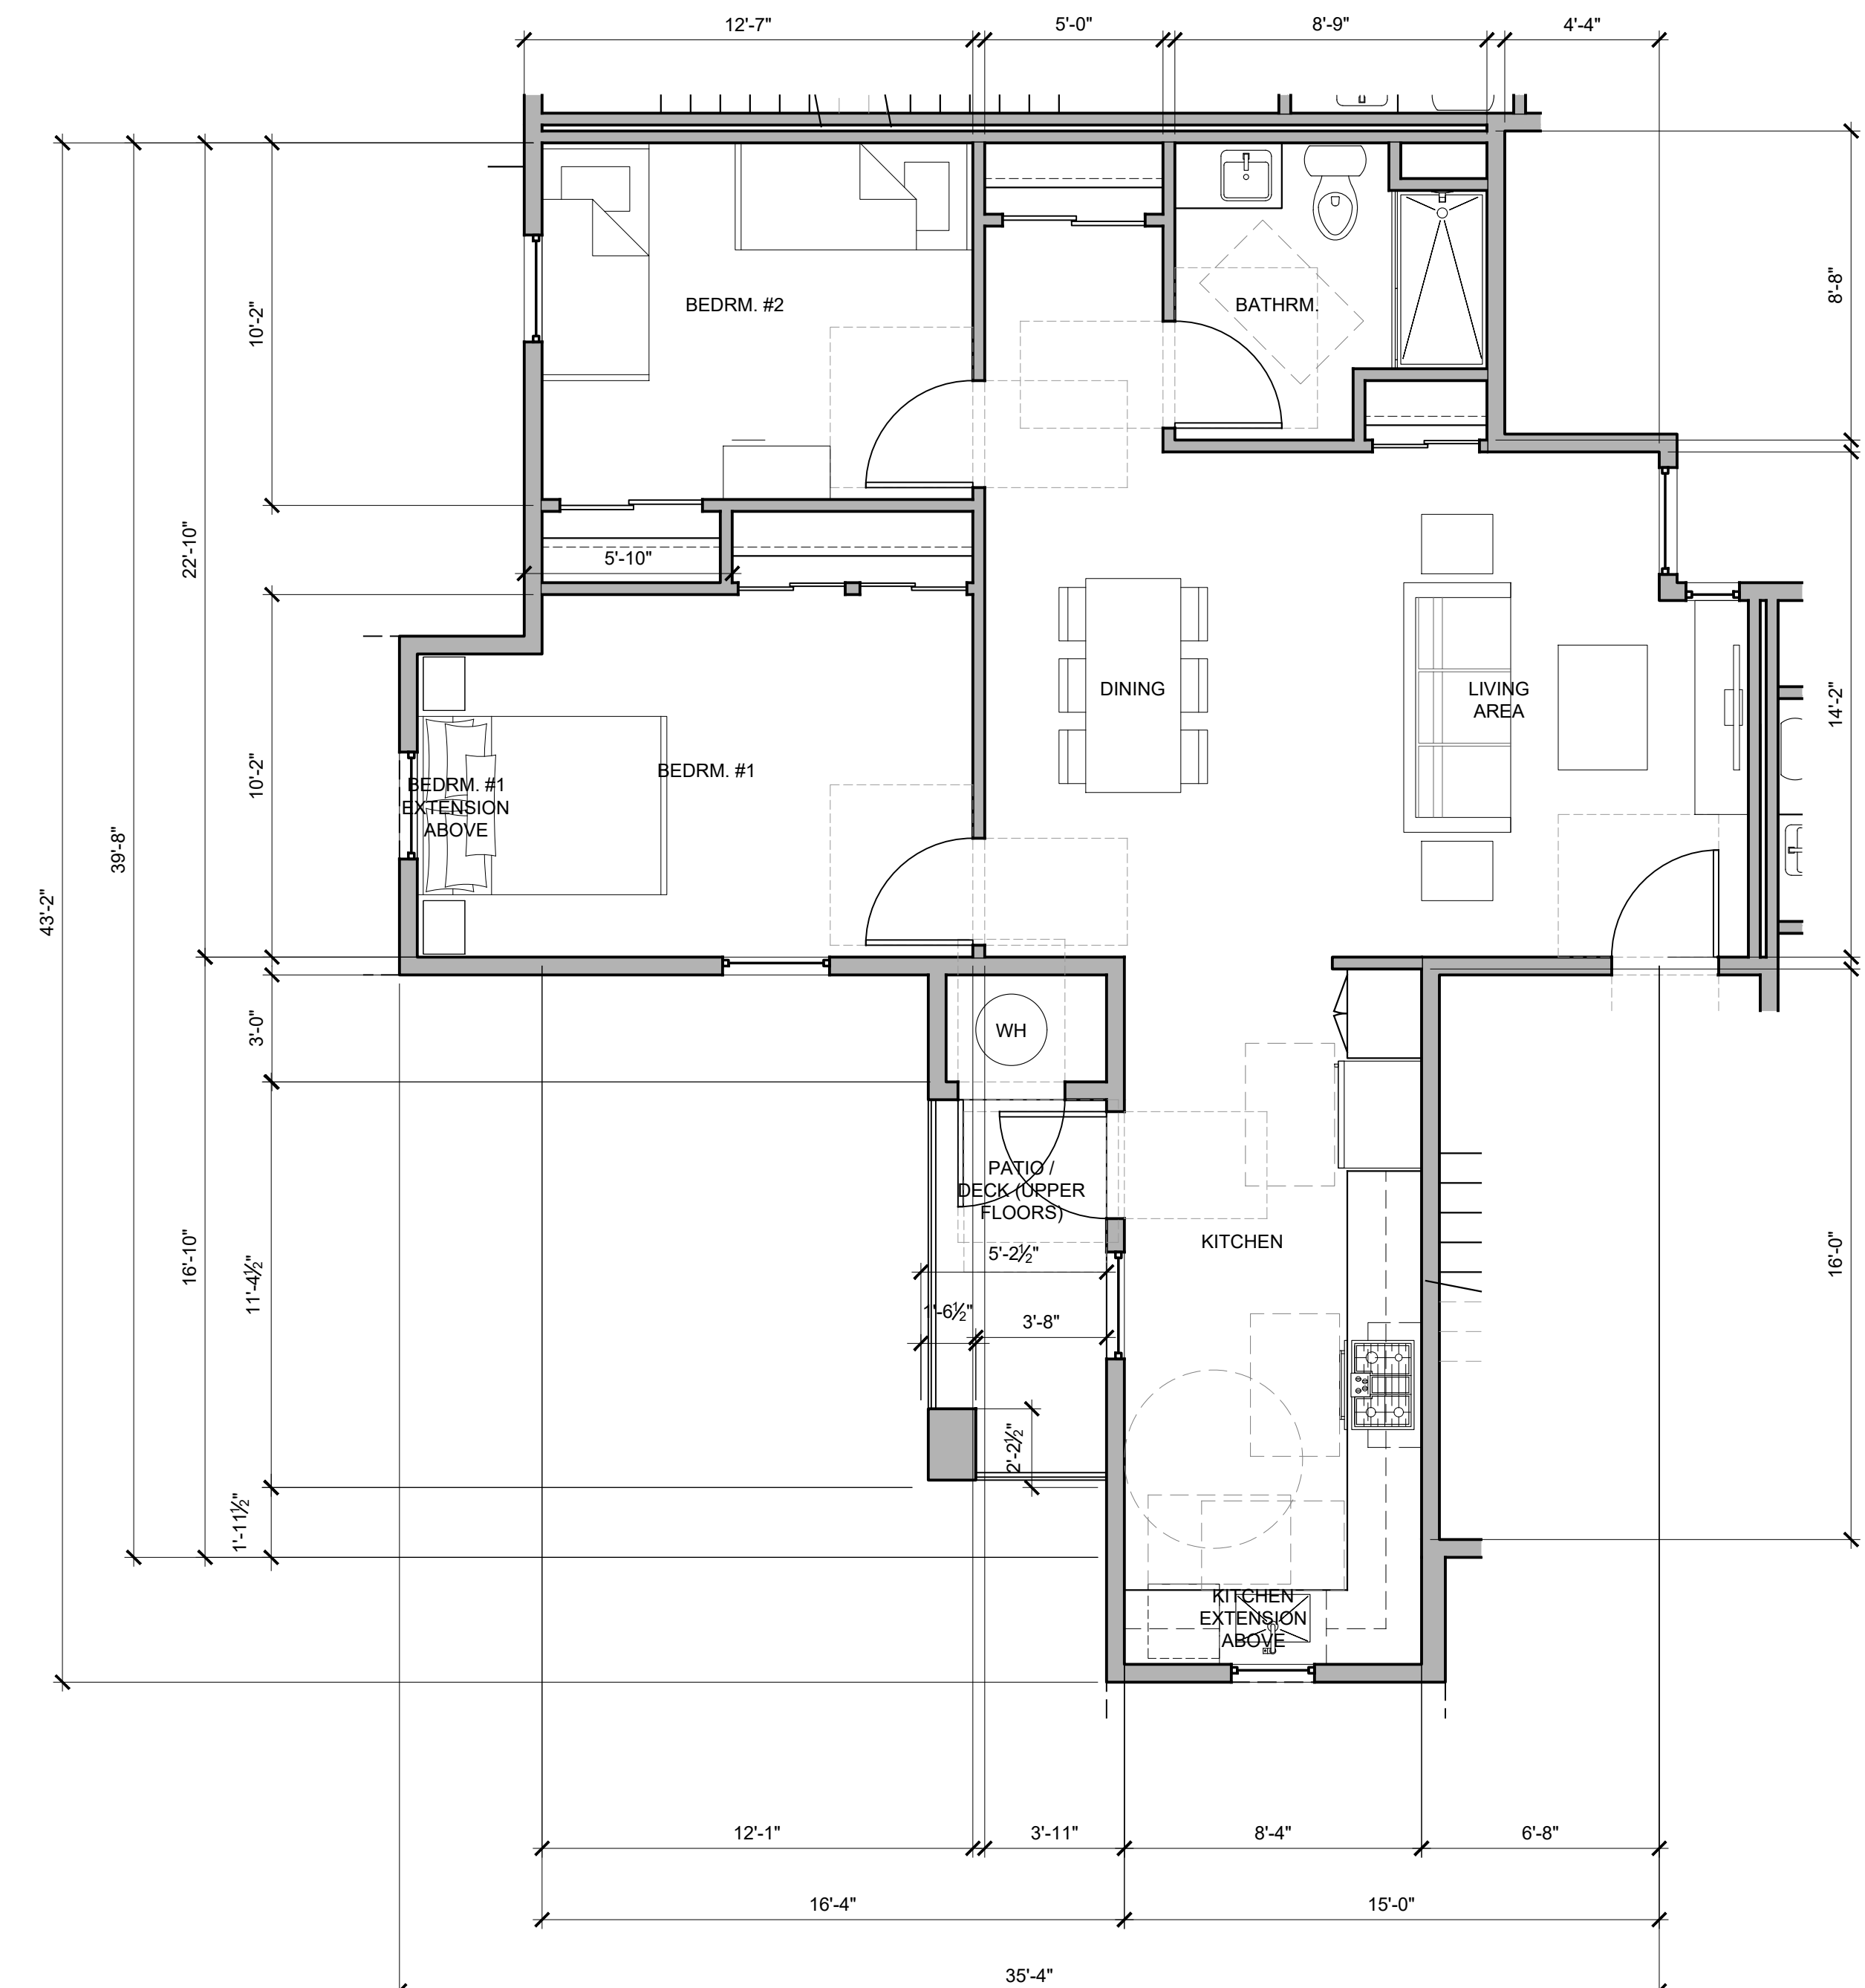 12'-7"
5'-0"
8'-9"
4'-4"
8'-8"
10'-2"
BEDRM. #2
BATHRM.
22'-10"
5'-10"
DINING
LIVING
AREA
14'-2"
10'-2"
BEDRM. #1
BEDRM. #1
EXTENSION
ABOVE
39'-8"
43'-2"
3'-0"
WH
PATIO /
DECK (UPPER
FLOORS)
KITCHEN
16'-10"
11'-4½"
16'-0"
5'-2½"
1'-6½"
3'-8"
2'-2½"
1'-11½"
KITCHEN
EXTENSION
ABOVE
12'-1"
3'-11"
8'-4"
6'-8"
16'-4"
15'-0"
35'-4"